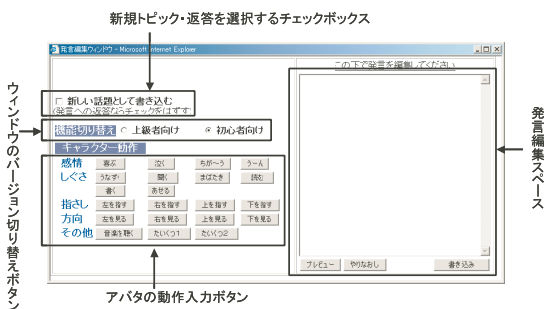 新規トピック・返答を選択するチェックボックス
発言編集ウィンドウ - Microsoft Internet Explorer
この下で発言を編集してください
新しい話題として書き込む
(発言への返答ならチェックをはずす)
機能切り替え 上級者向け 初心者向け
キャラクター動作
感情 喜ぶ 泣く ちが〜う うーん
しぐさ うなずく 聞く まばたき 読む
書く あせる
指さし 左を指す 右を指す 上を指す 下を指す
方向 左を見る 右を見る 上を見る 下を見る
その他 音楽を聴く たいくつ1 たいくつ2
プレビュー やりなおし 書き込み
ウィンドウのバージョン切り替えボタン
発言編集スペース
アバタの動作入力ボタン